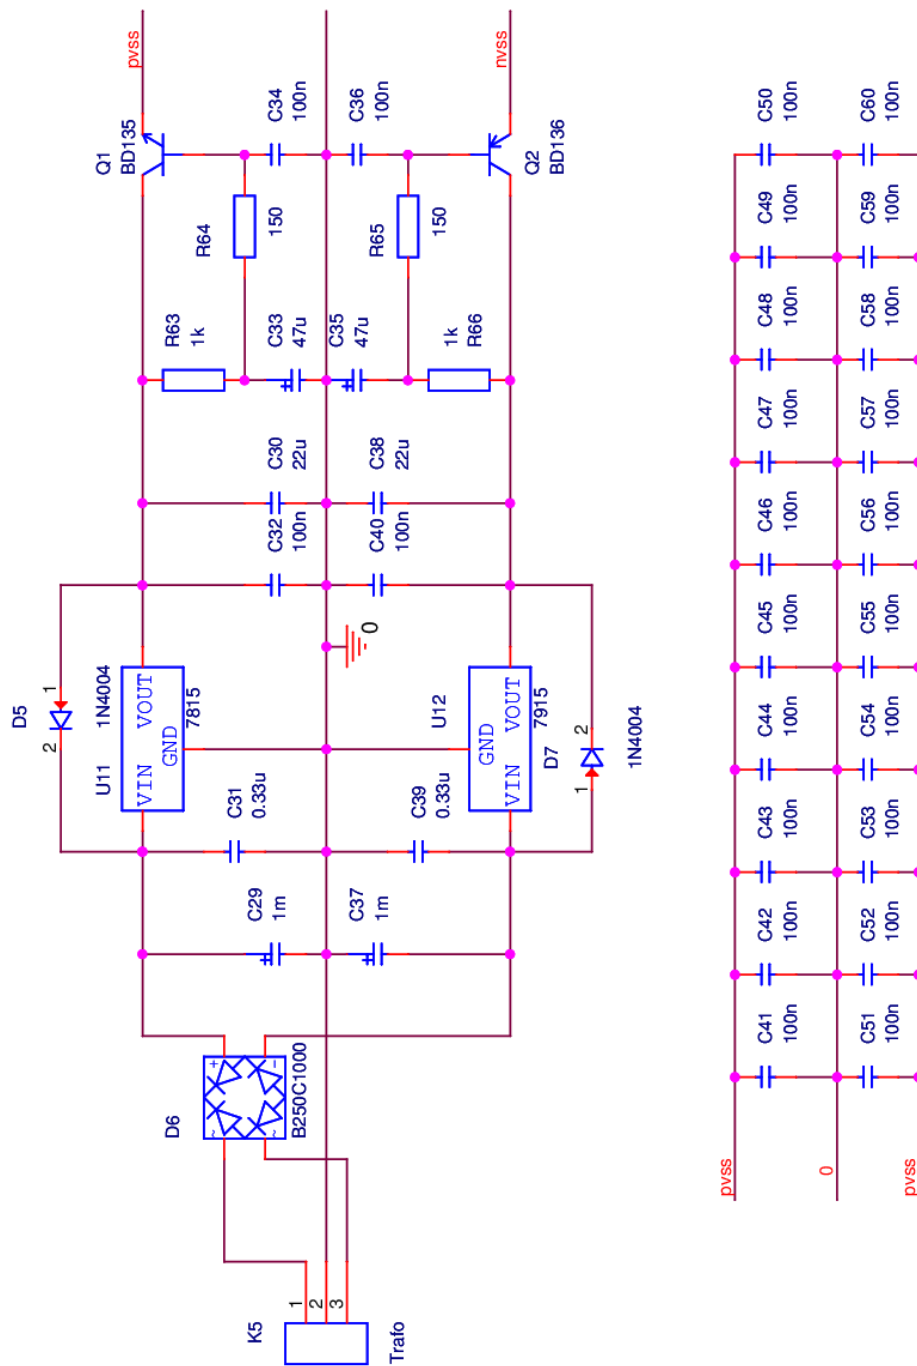 D5
2
1
1N4004
U11
VIN
VOUT
GND
7815
Q1
BD135
pvss
R63
1k
R64
150
C34
100n
D6
+
-
~
~
B250C1000
K5
1
2
3
Trafo
C29
1m
C31
0.33u
C32
100n
C30
22u
C33
47u
0
C37
1m
C39
0.33u
C40
100n
C38
22u
C35
47u
C36
100n
R65
150
1k
R66
U12
GND
VIN
VOUT
7915
D7
1
2
1N4004
Q2
BD136
nvss
pvss
C41
100n
C42
100n
C43
100n
C44
100n
C45
100n
C46
100n
C47
100n
C48
100n
C49
100n
C50
100n
0
C51
100n
C52
100n
C53
100n
C54
100n
C55
100n
C56
100n
C57
100n
C58
100n
C59
100n
C60
100n
pvss